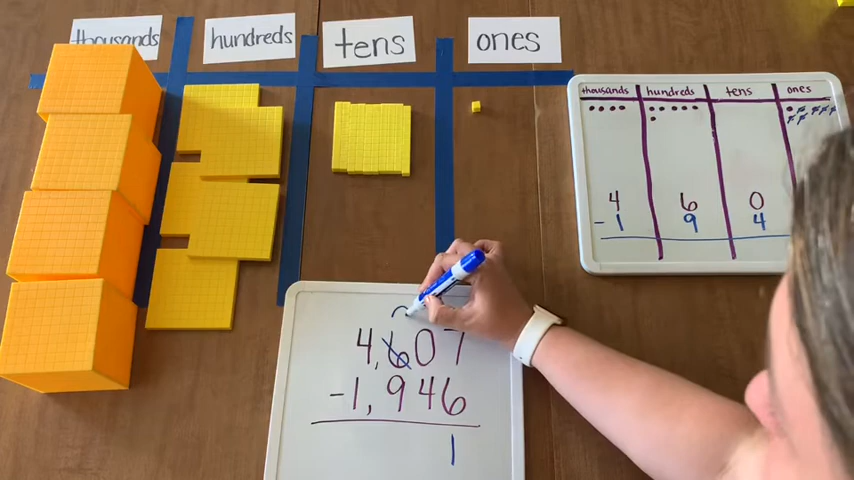 thousands hundreds tens ones
thousands hundreds tens ones
4 6 0
-1 9 4
4,607
-1,946
1